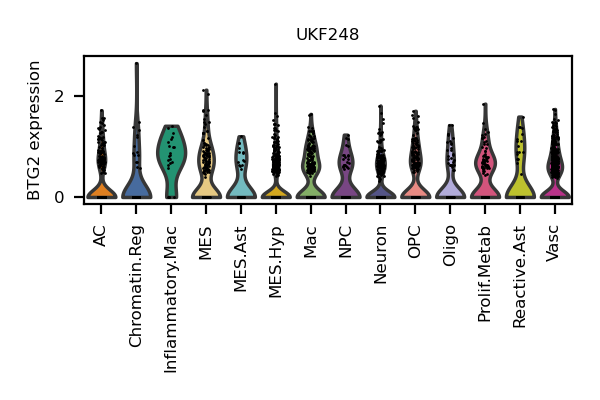 UKF248
BTG2 expression
2
0
AC
Chromatin.Reg
Inflammatory.Mac
MES
MES.Ast
MES.Hyp
Mac
NPC
Neuron
OPC
Oligo
Prolif.Metab
Reactive.Ast
Vasc